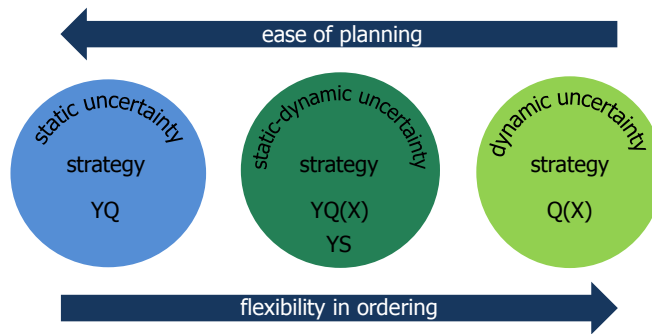 ease of planning
static uncertainty
strategy
YQ
static-dynamic uncertainty
strategy
YQ(X)
YS
dynamic uncertainty
strategy
Q(X)
flexibility in ordering